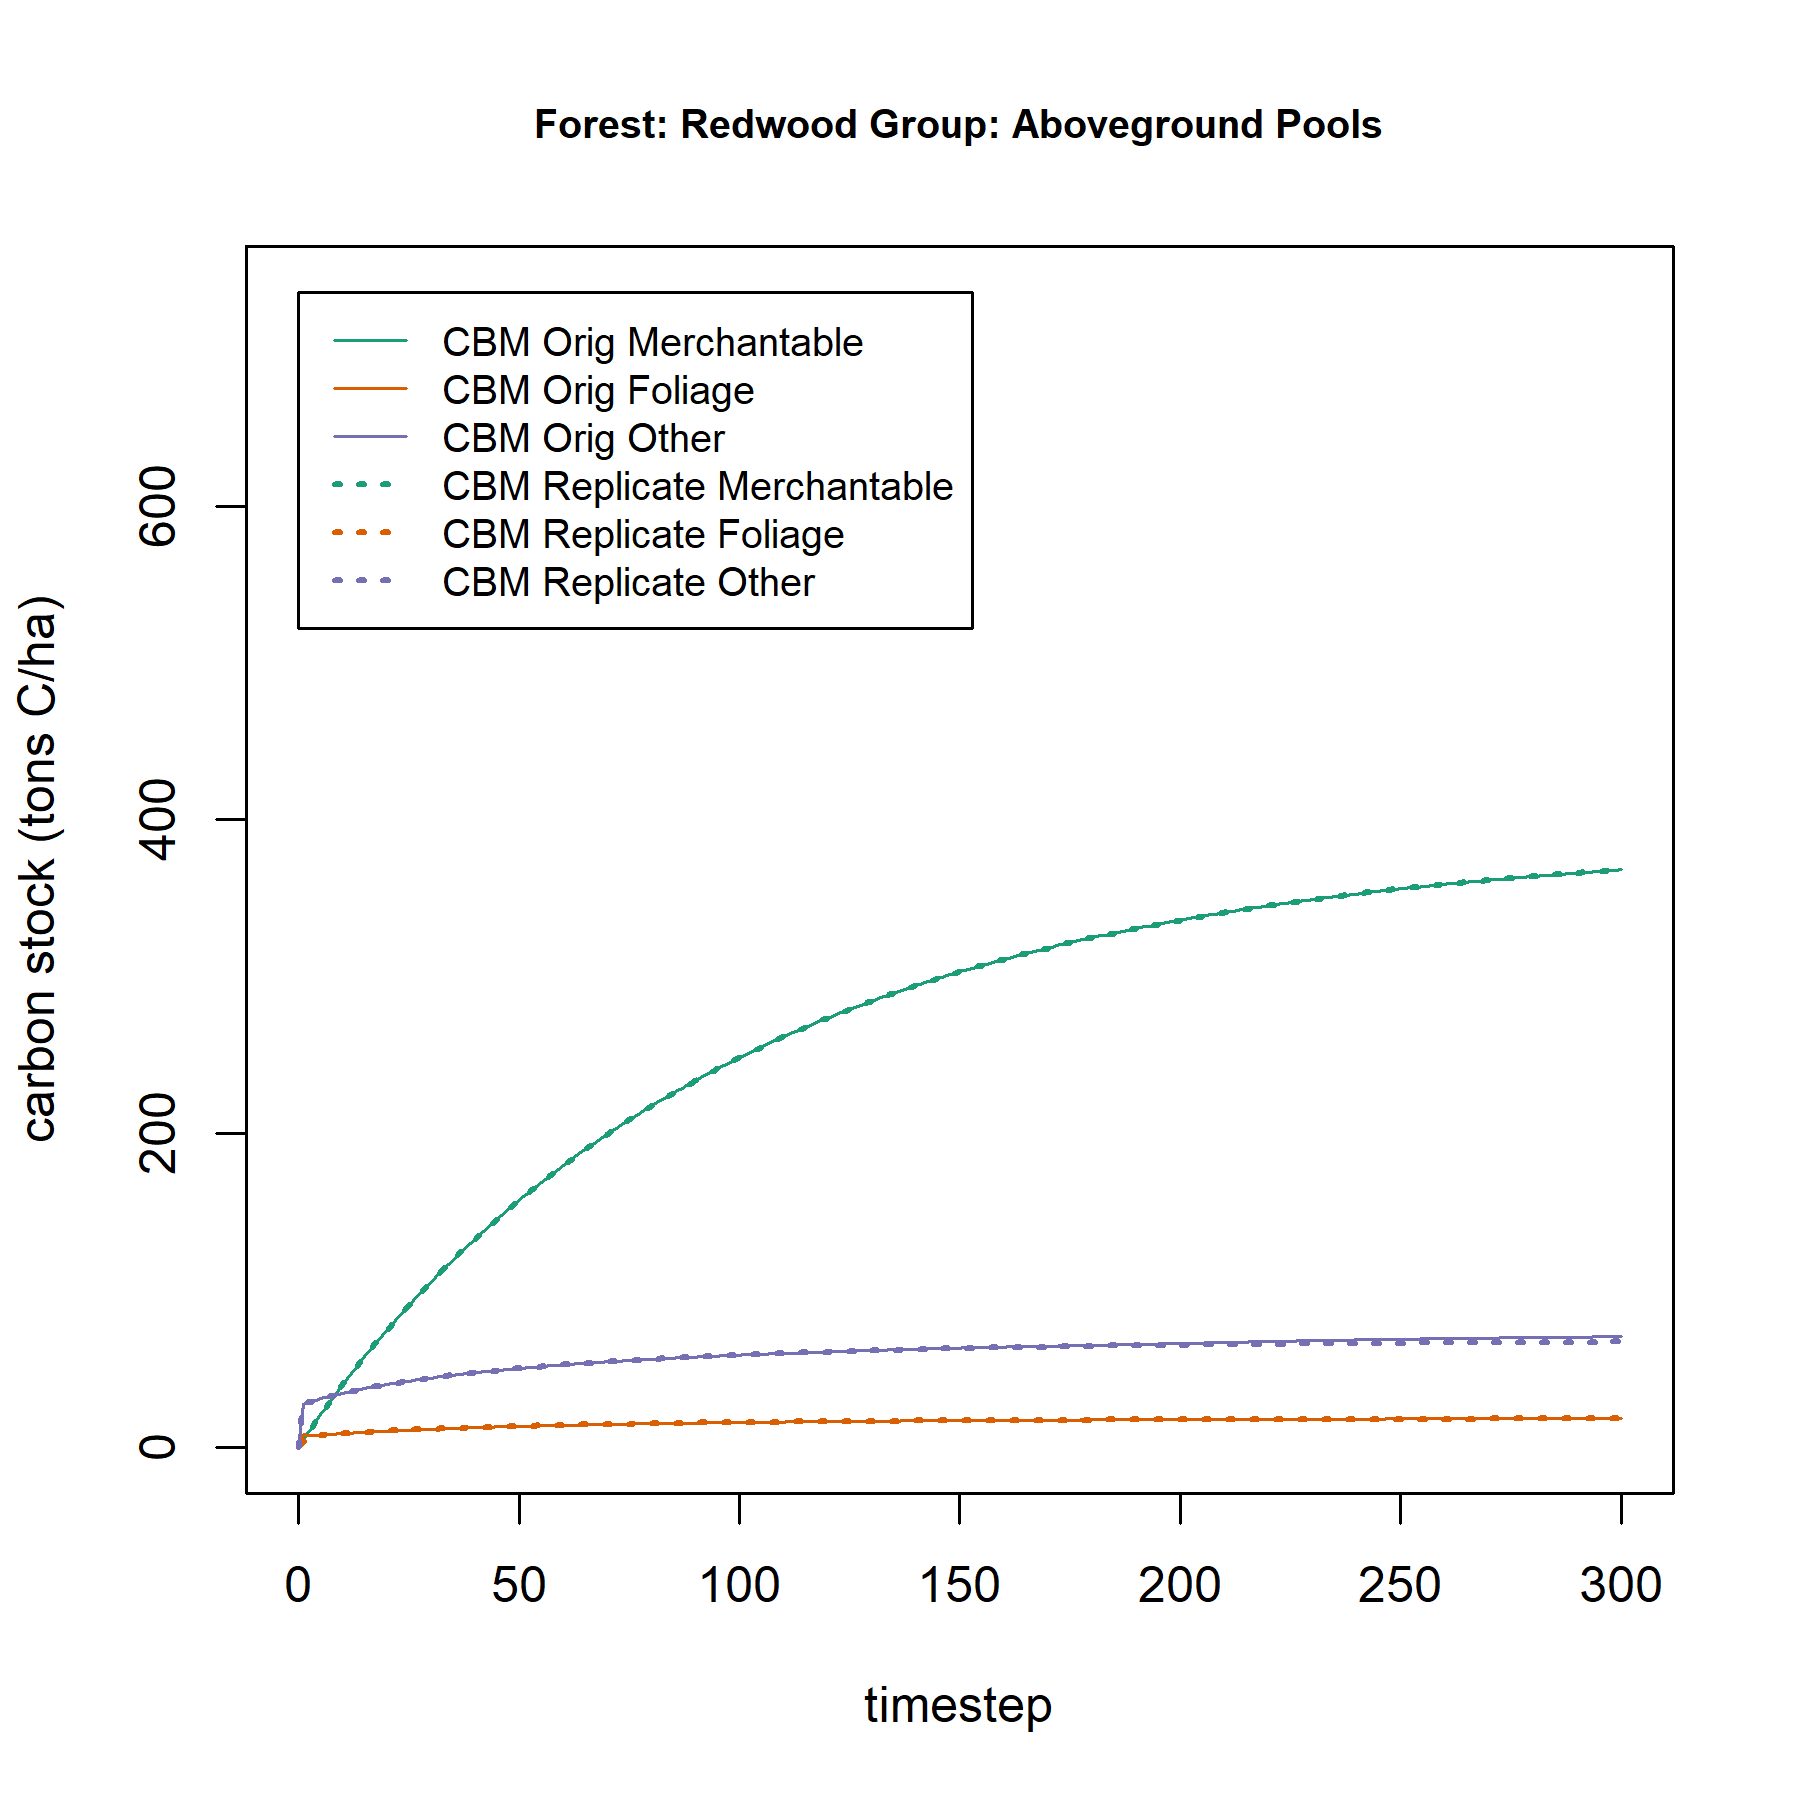 Forest: Redwood Group: Aboveground Pools
CBM Orig Merchantable
CBM Orig Foliage
CBM Orig Other
CBM Replicate Merchantable
CBM Replicate Foliage
CBM Replicate Other
carbon stock (tons C/ha)
600
400
200
0
0 50 100 150 200 250 300
timestep